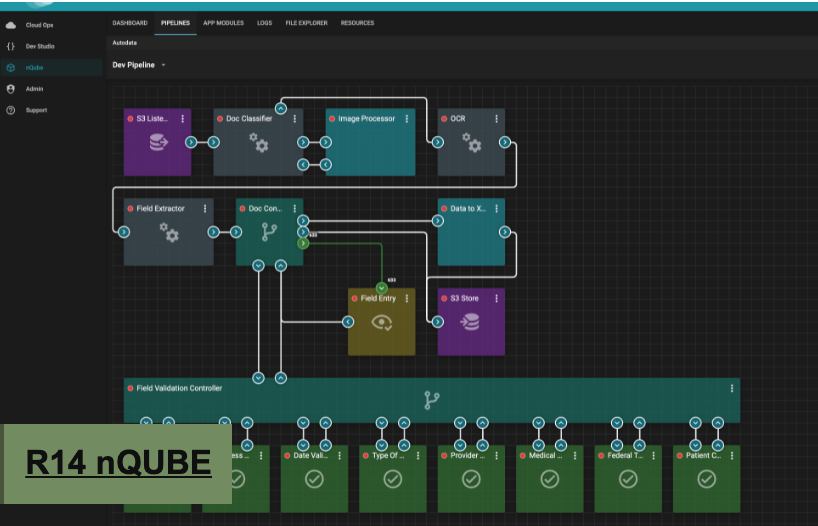 DASHBOARD PIPELINES APP MODULES LOGS FILE EXPLORER RESOURCES
Cloud Ops
Dev Studio
nQube
Admin
Support
Autodata
Dev Pipeline
S3 Liste... Doc Classifier Image Processor OCR
Field Extractor Doc Con... Data to X...
Field Entry S3 Store
Field Validation Controller
Date Vali... Type Of ... Provider ... Medical ... Federal T... Patient C...
R14 nQUBE